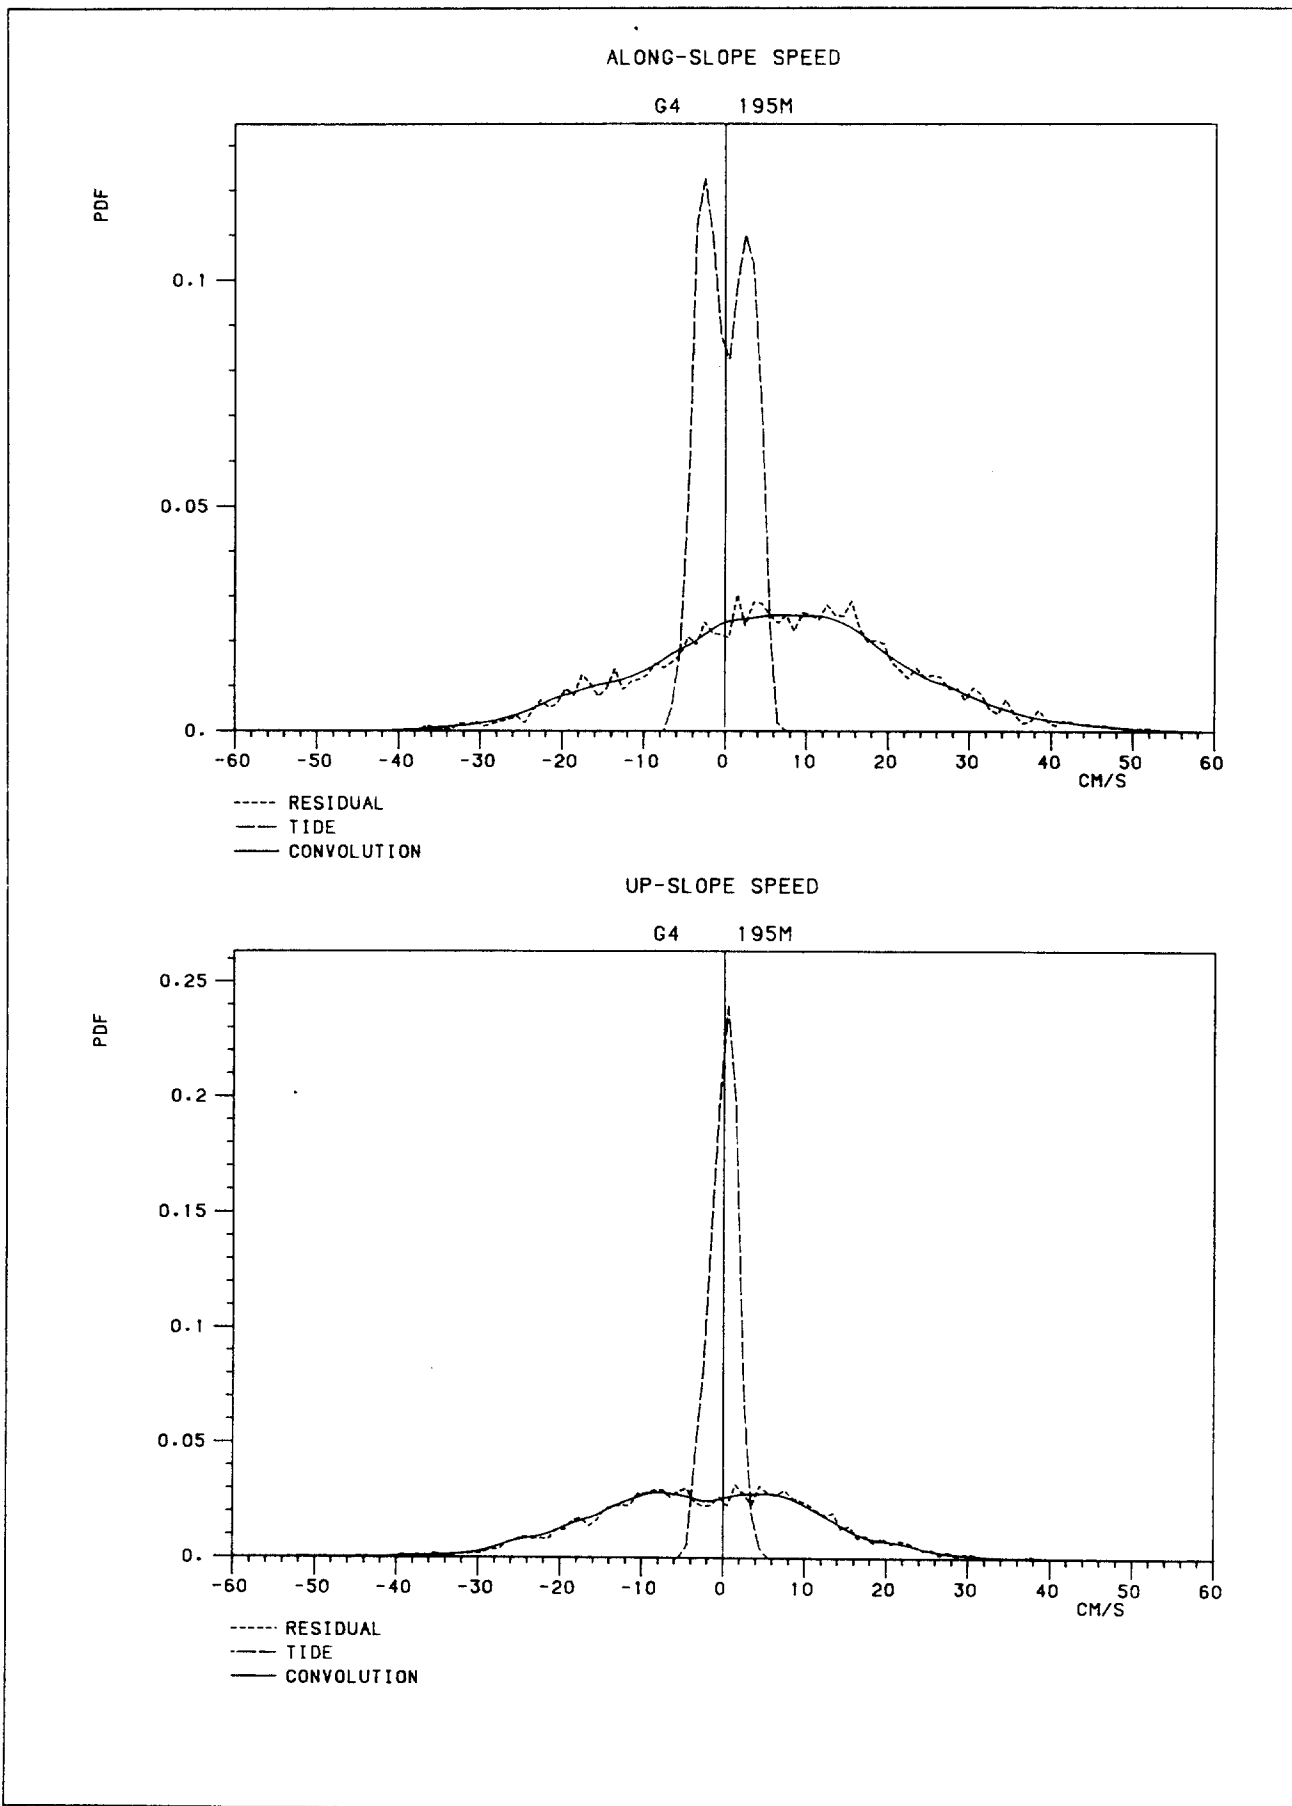 ALONG-SLOPE SPEED
G4 195M
PDF
0.1
0.05
0.
-60 -50 -40 -30 -20 -10 0 10 20 30 40 50 60
CM/S
RESIDUAL
TIDE
CONVOLUTION
UP-SLOPE SPEED
G4 195M
PDF
0.25
0.2
0.15
0.1
0.05
0.
-60 -50 -40 -30 -20 -10 0 10 20 30 40 50 60
CM/S
RESIDUAL
TIDE
CONVOLUTION